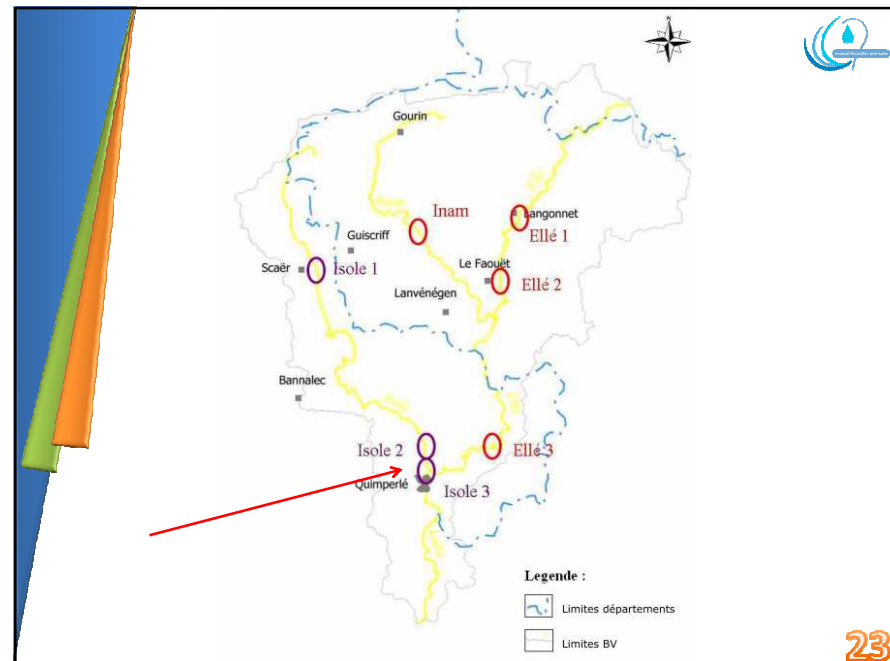 Gourin
Inam
Langonnet
Ellé 1
Guiscriff
Scaër
Isole 1
Le Faouët
Ellé 2
Lanvénégen
Bannalec
Isole 2
Ellé 3
Quimperlé
Isole 3
Legende :
Limites départements
Limites BV
23